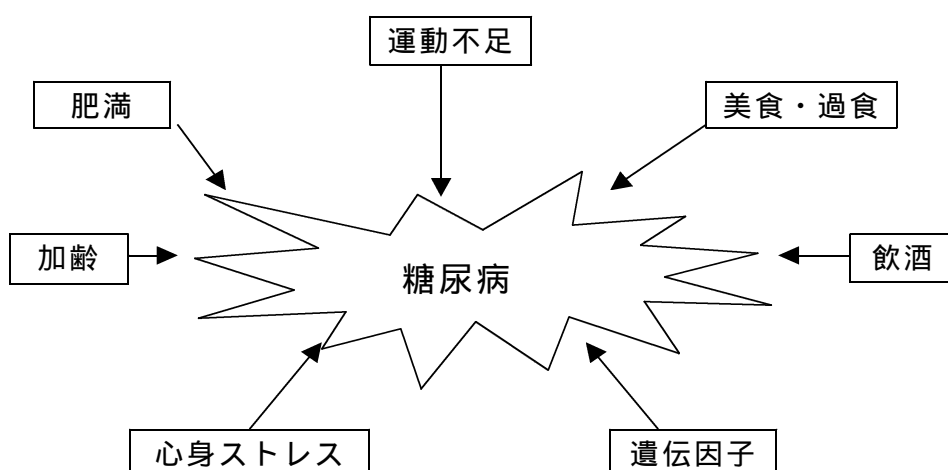 運動不足
肥満
美食・過食
加齢
飲酒
糖尿病
心身ストレス
遺伝因子